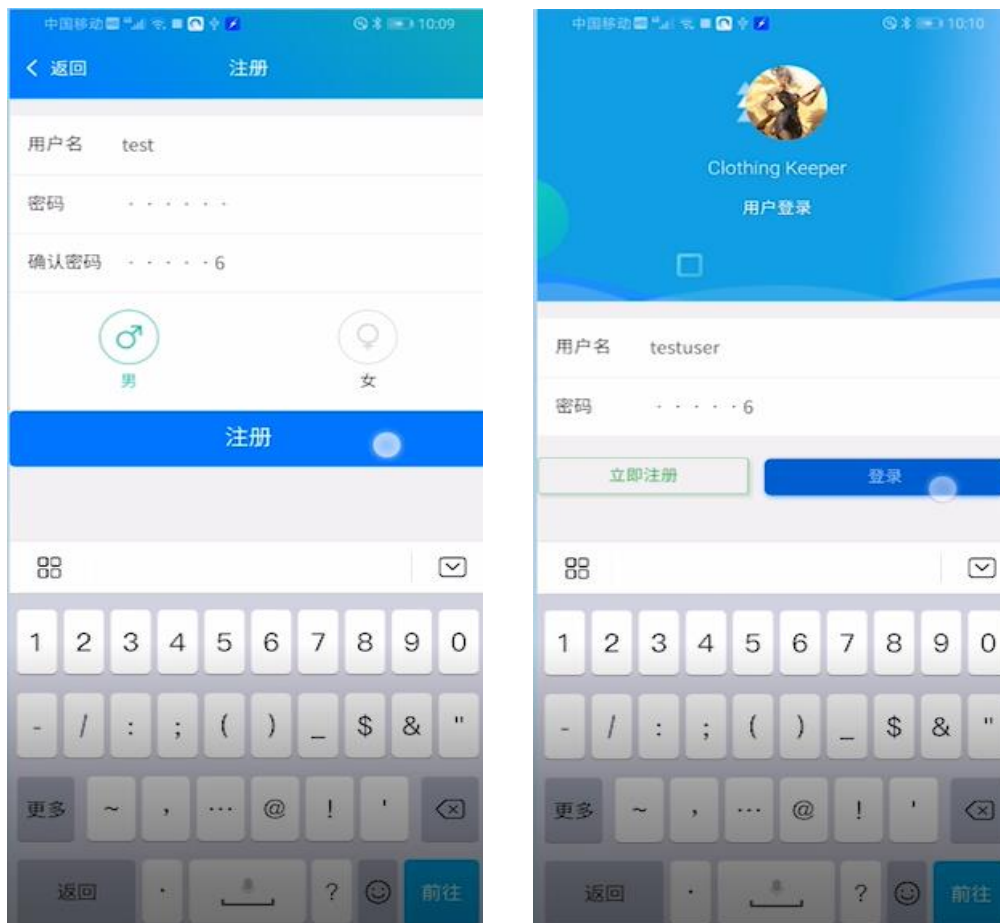 中国移动 10:09
返回 注册
用户名 test
密码 · · · · · ·
确认密码 · · · · · 6
男 女
注册
1 2 3 4 5 6 7 8 9 0
- / : ; ( ) _ $ & "
更多 ~ , … @ ! ' 
返回 . ? 前往
中国移动 10:10
Clothing Keeper
用户登录
用户名 testuser
密码 · · · · · 6
立即注册 登录
1 2 3 4 5 6 7 8 9 0
- / : ; ( ) _ $ & "
更多 ~ , … @ ! '
返回 . ? 前往